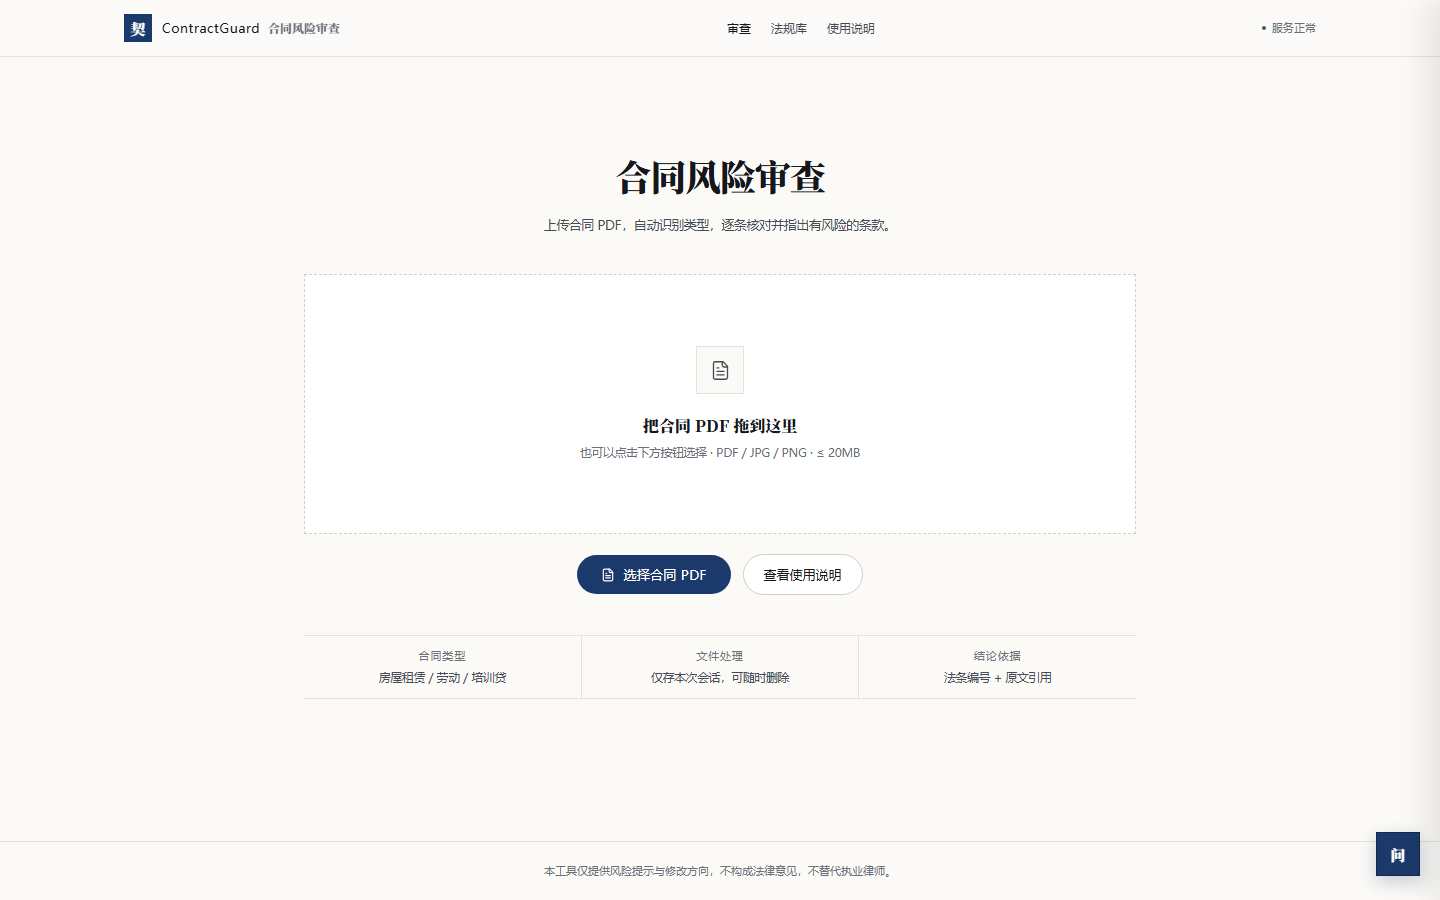 契 ContractGuard 合同风险审查
审查 法规库 使用说明
服务正常
合同风险审查
上传合同 PDF，自动识别类型，逐条核对并指出有风险的条款。
把合同 PDF 拖到这里
也可以点击下方按钮选择 · PDF / JPG / PNG · ≤ 20MB
选择合同 PDF
查看使用说明
合同类型
房屋租赁 / 劳动 / 培训贷
文件处理
仅存本次会话，可随时删除
结论依据
法条编号 + 原文引用
问
本工具仅提供风险提示与修改方向，不构成法律意见，不替代执业律师。